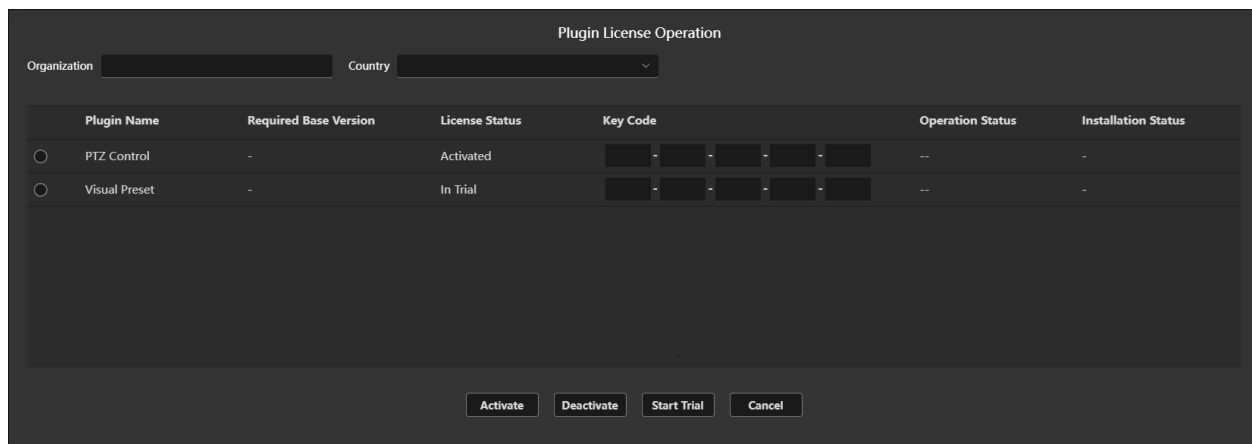 Plugin License Operation
Organization Country
Plugin Name Required Base Version License Status Key Code Operation Status Installation Status
PTZ Control - Activated - - - - -- -
Visual Preset - In Trial - - - - -- -
Activate Deactivate Start Trial Cancel